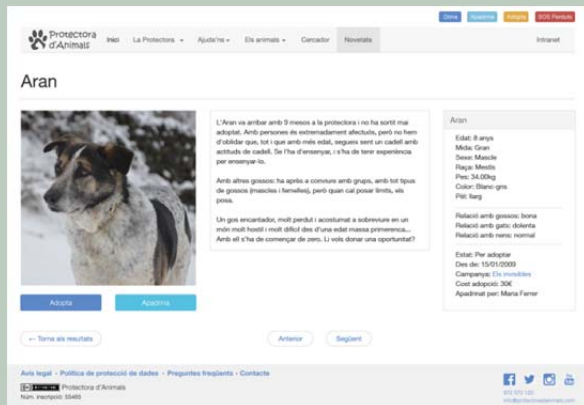 Dóna Apadrina Adopta SOS Perduts
Protectora d'Animals
Inici La Protectora Ajuda'ns Els animals Cercador Novetats Intranet
Aran
L'Aran va arribar amb 9 mesos a la protectora i no ha sortit mai
adoptat. Amb persones és extremadament afectuós, però no hem
d'oblidar que, tot i que amb més edat, segueix sent un cadell amb
actituds de cadell. Se l'ha d'ensenyar, i s'ha de tenir experiència
per ensenyar-lo.
Amb altres gossos: ha après a conviure amb grups, amb tot tipus
de gossos (mascles i femelles), però quan cal posar límits, els
posa.
Un gos encantador, molt perdut i acostumat a sobreviure en un
món molt hostil i molt difícil des d'una edat massa primerenca...
Amb ell s'ha de començar de zero. Li vols donar una oportunitat?
Aran
Edat: 8 anys
Mida: Gran
Sexe: Mascle
Raça: Mestís
Pes: 34.00kg
Color: Blanc-gris
Pèl: llarg
Relació amb gossos: bona
Relació amb gats: dolenta
Relació amb nens: normal
Estat: Per adoptar
Des de: 15/01/2009
Campanya: Els invisibles
Cost adopció: 30€
Apadrinat per: Maria Ferrer
Adopta Apadrina
← Torna als resultats Anterior Següent
Avís legal - Política de protecció de dades - Preguntes freqüents - Contacte
Protectora d'Animals
Núm. inscripció: 55465